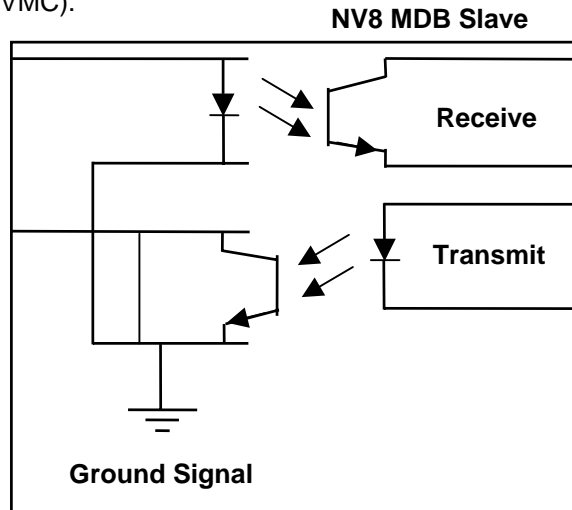 VMC).
NV8 MDB Slave
Receive
Transmit
Ground Signal